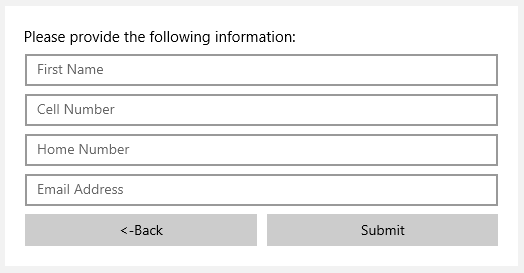 Please provide the following information:
First Name
Cell Number
Home Number
Email Address
<-Back
Submit